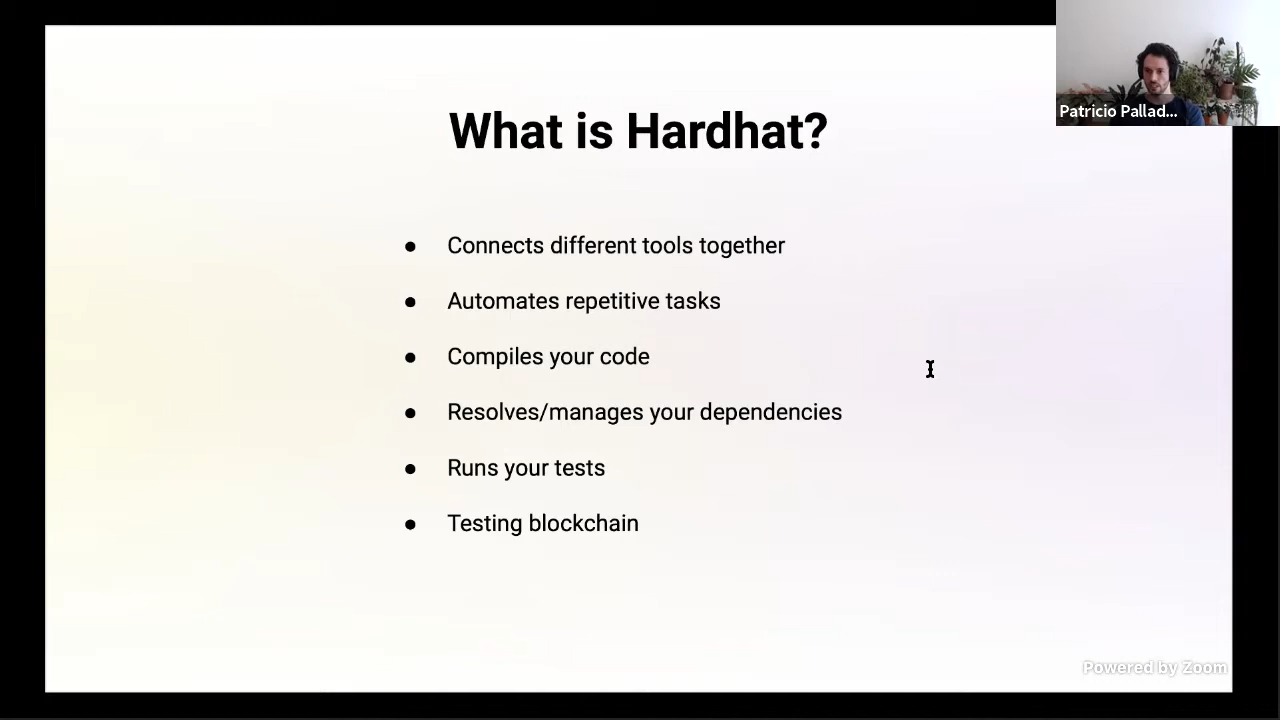 What is Hardhat?
Patricio Pallad...
● Connects different tools together
● Automates repetitive tasks
● Compiles your code
● Resolves/manages your dependencies
● Runs your tests
● Testing blockchain
Powered by Zoom